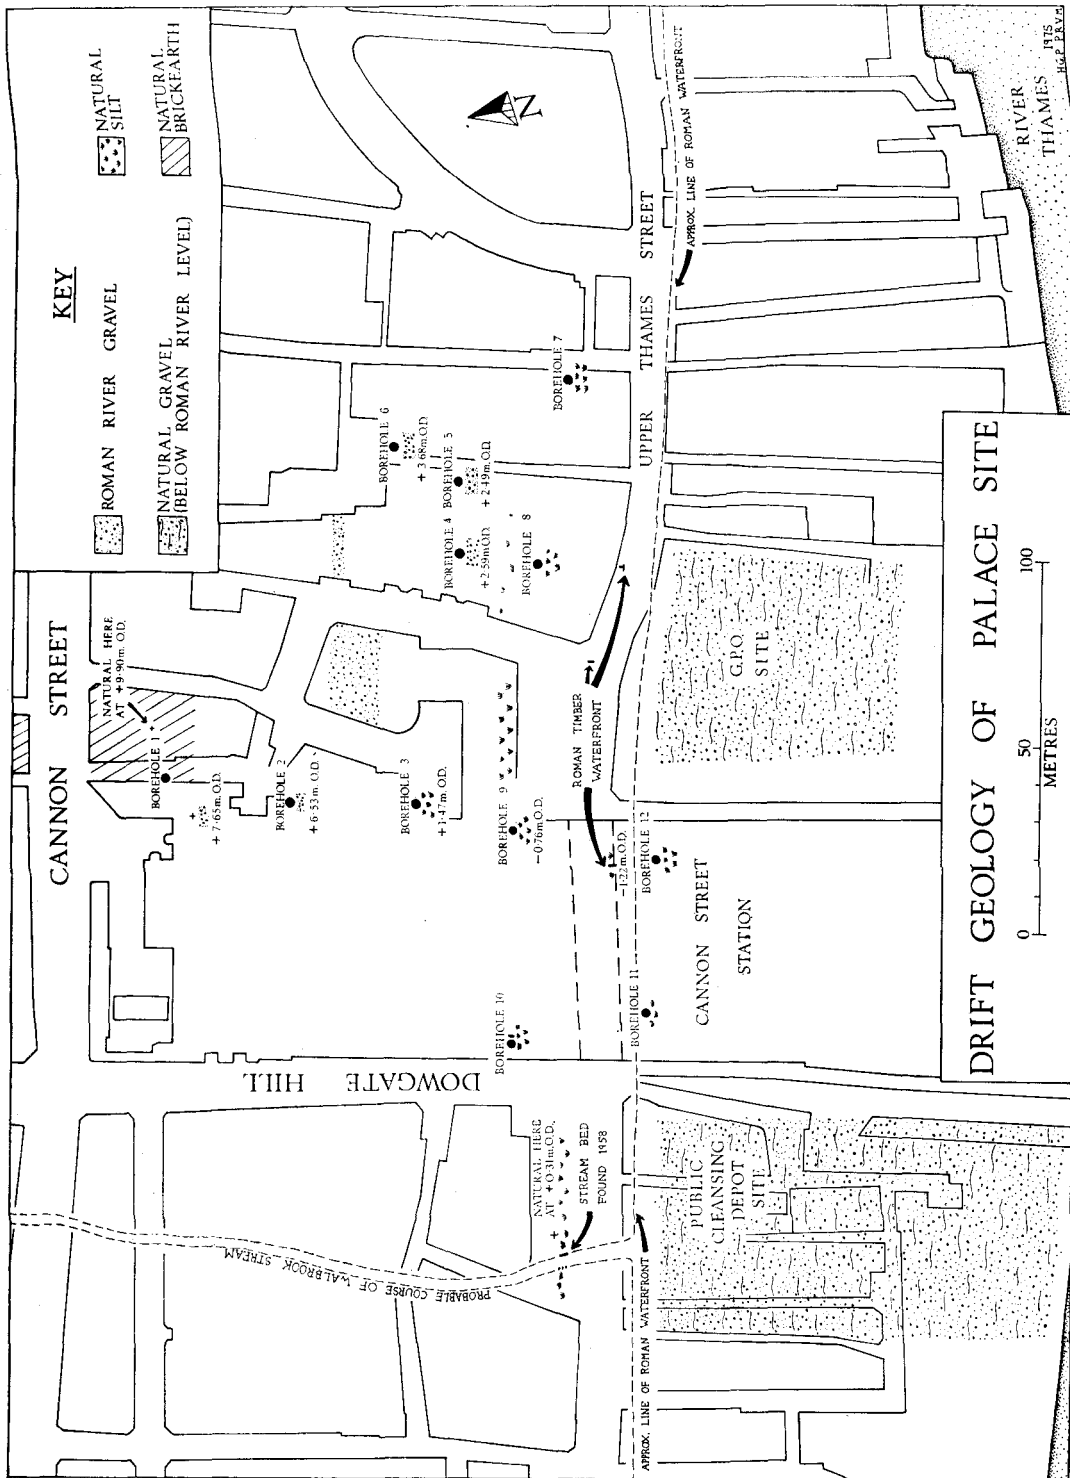 CANNON STREET
KEY
ROMAN RIVER GRAVEL
NATURAL
SILT
NATURAL GRAVEL
(BELOW ROMAN RIVER LEVEL)
NATURAL
BRICKEARTH
N
NATURAL HERE
AT +9·90m. O.D.
BOREHOLE 1
+7·65m. O.D.
BOREHOLE 2
+6·53m. O.D.
BOREHOLE 3
+1·47m. O.D.
BOREHOLE 6
+3·68m. O.D.
BOREHOLE 4
+2·59m O.D.
BOREHOLE 5
+2·49m. O.D.
BOREHOLE 7
BOREHOLE 8
BOREHOLE 9
-0·76m O.D.
BOREHOLE 10
DOWGATE HILL
PROBABLE COURSE OF WALBROOK STREAM
NATURAL HERE
AT +0·31m. O.D.
STREAM BED
FOUND 1958
ROMAN TIMBER
WATERFRONT
-1·22m. O.D.
UPPER THAMES STREET
BOREHOLE 11
BOREHOLE 12
APPROX. LINE OF ROMAN WATERFRONT
APPROX. LINE OF ROMAN WATERFRONT
PUBLIC
CLEANSING
DEPOT
SITE
CANNON STREET
STATION
G.P.O.
SITE
RIVER
THAMES
DRIFT GEOLOGY OF PALACE SITE
0 50 100
METRES
1975